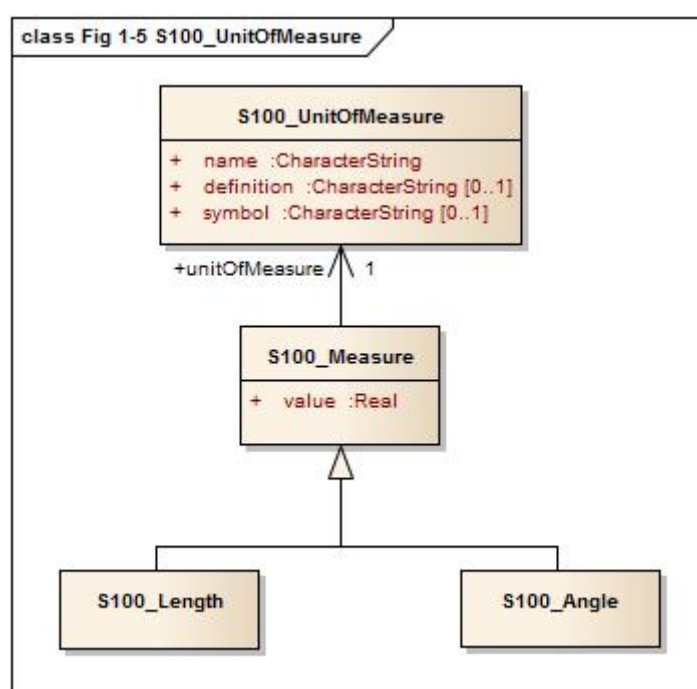 class Fig 1-5 S100_UnitOfMeasure
S100_UnitOfMeasure
+ name :CharacterString
+ definition :CharacterString [0..1]
+ symbol :CharacterString [0..1]
+unitOfMeasure 1
S100_Measure
+ value :Real
S100_Length
S100_Angle